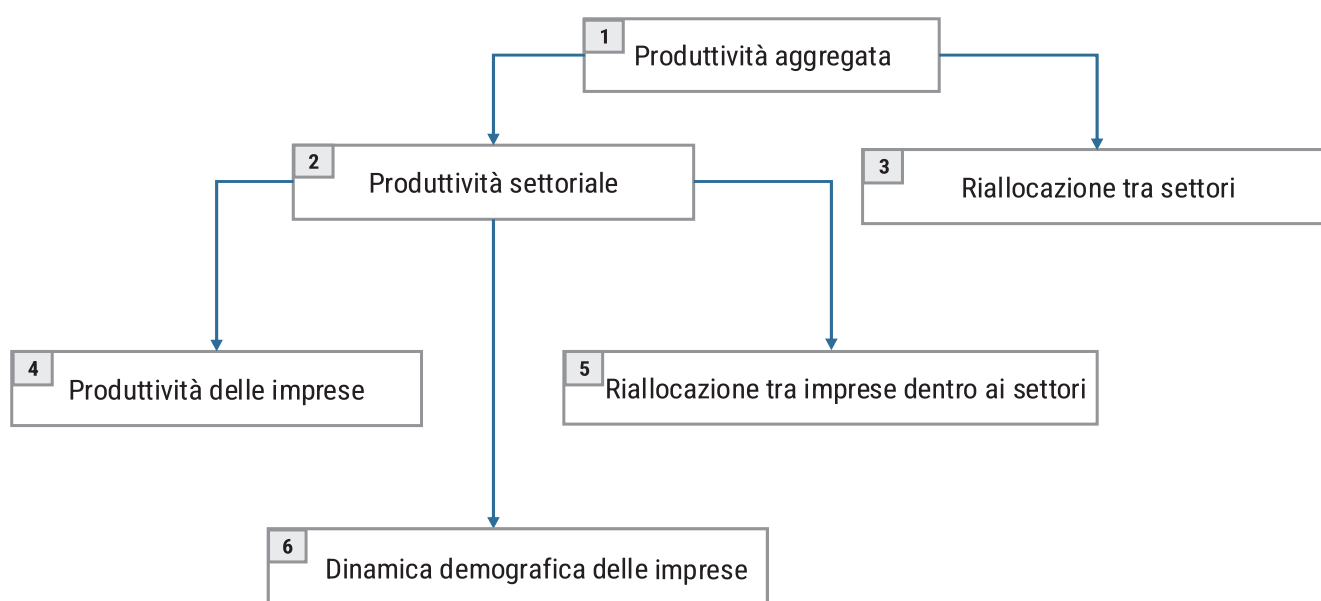 1
Produttività aggregata
2
Produttività settoriale
3
Riallocazione tra settori
4
Produttività delle imprese
5
Riallocazione tra imprese dentro ai settori
6
Dinamica demografica delle imprese